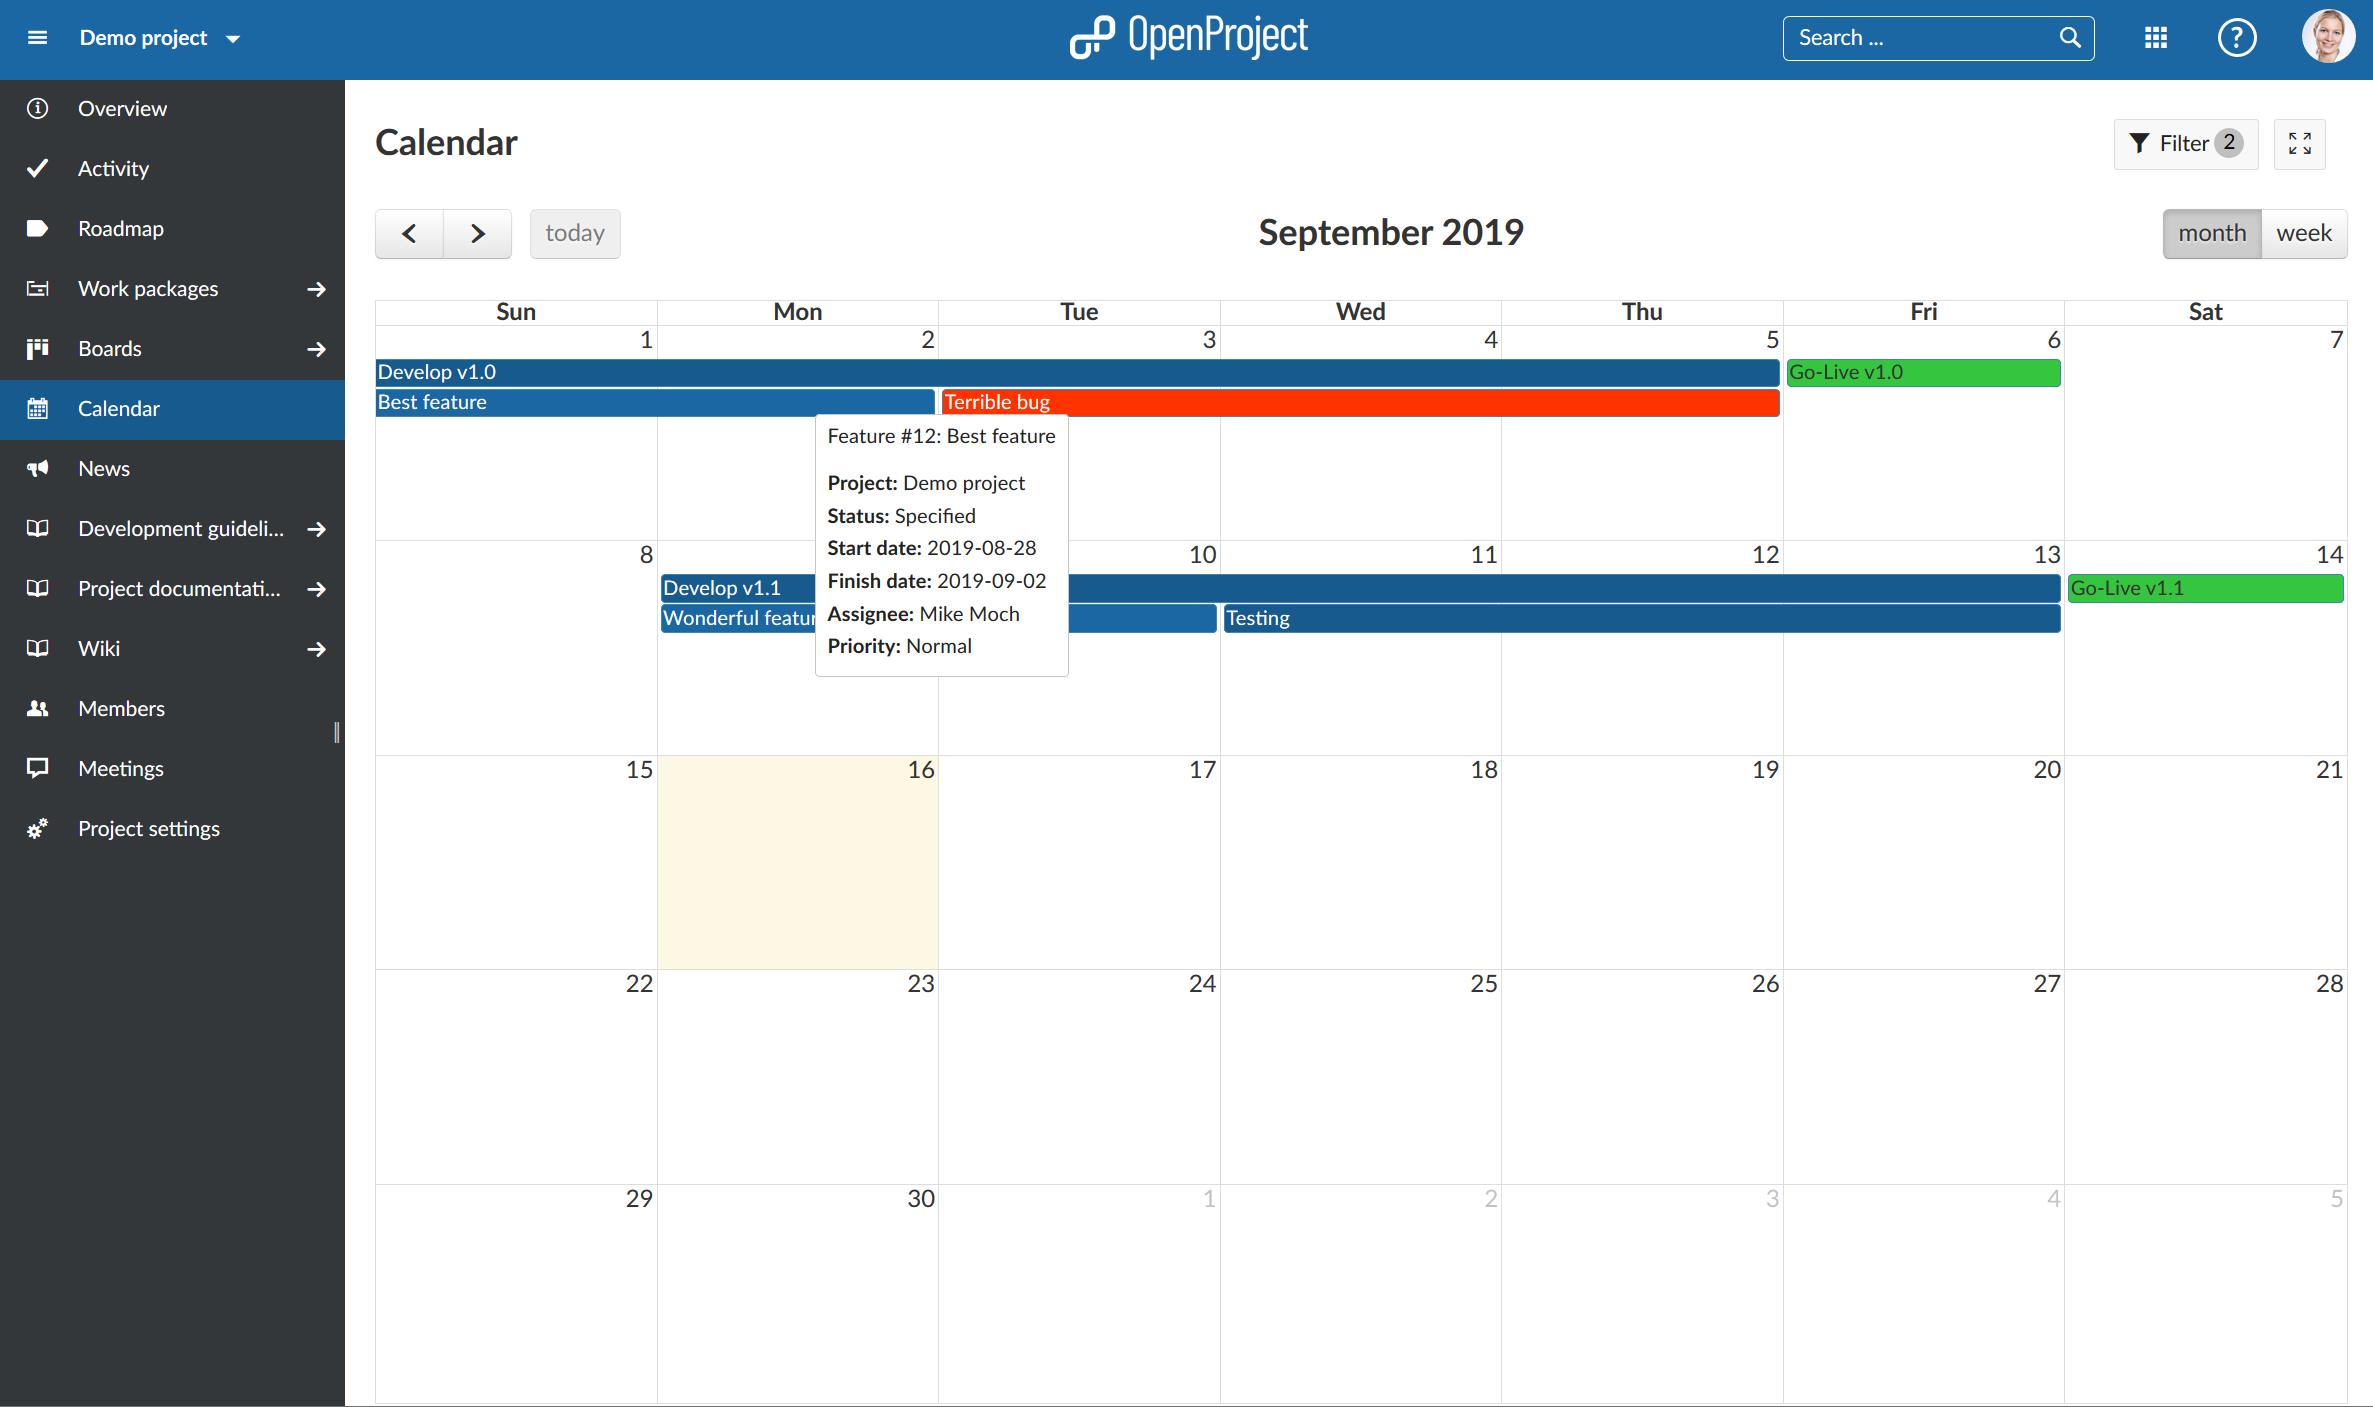 Demo project
OpenProject
Search ...
?
Overview
Activity
Roadmap
Work packages
Boards
Calendar
News
Development guideli...
Project documentati...
Wiki
Members
Meetings
Project settings
Calendar
Filter 2
today
September 2019
month week
Sun Mon Tue Wed Thu Fri Sat
1 2 3 4 5 6 7
Develop v1.0 Go-Live v1.0
Best feature Terrible bug
Feature #12: Best feature
Project: Demo project
Status: Specified
Start date: 2019-08-28
Finish date: 2019-09-02
Assignee: Mike Moch
Priority: Normal
8 10 11 12 13 14
Develop v1.1 Go-Live v1.1
Wonderful featur Testing
15 16 17 18 19 20 21
22 23 24 25 26 27 28
29 30 1 2 3 4 5